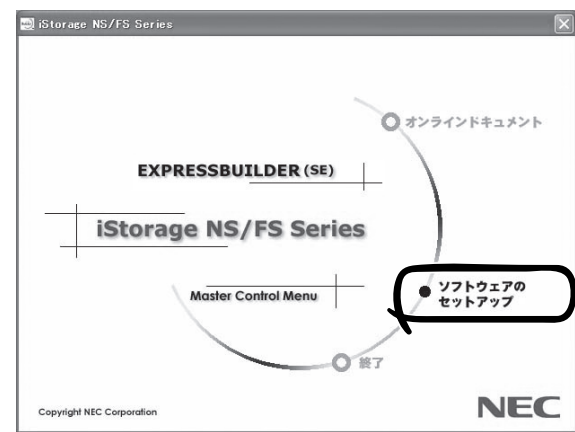 iStorage NS/FS Series
オンラインドキュメント
EXPRESSBUILDER (SE)
iStorage NS/FS Series
ソフトウェアの
セットアップ
Master Control Menu
終了
Copyright NEC Corporation
NEC